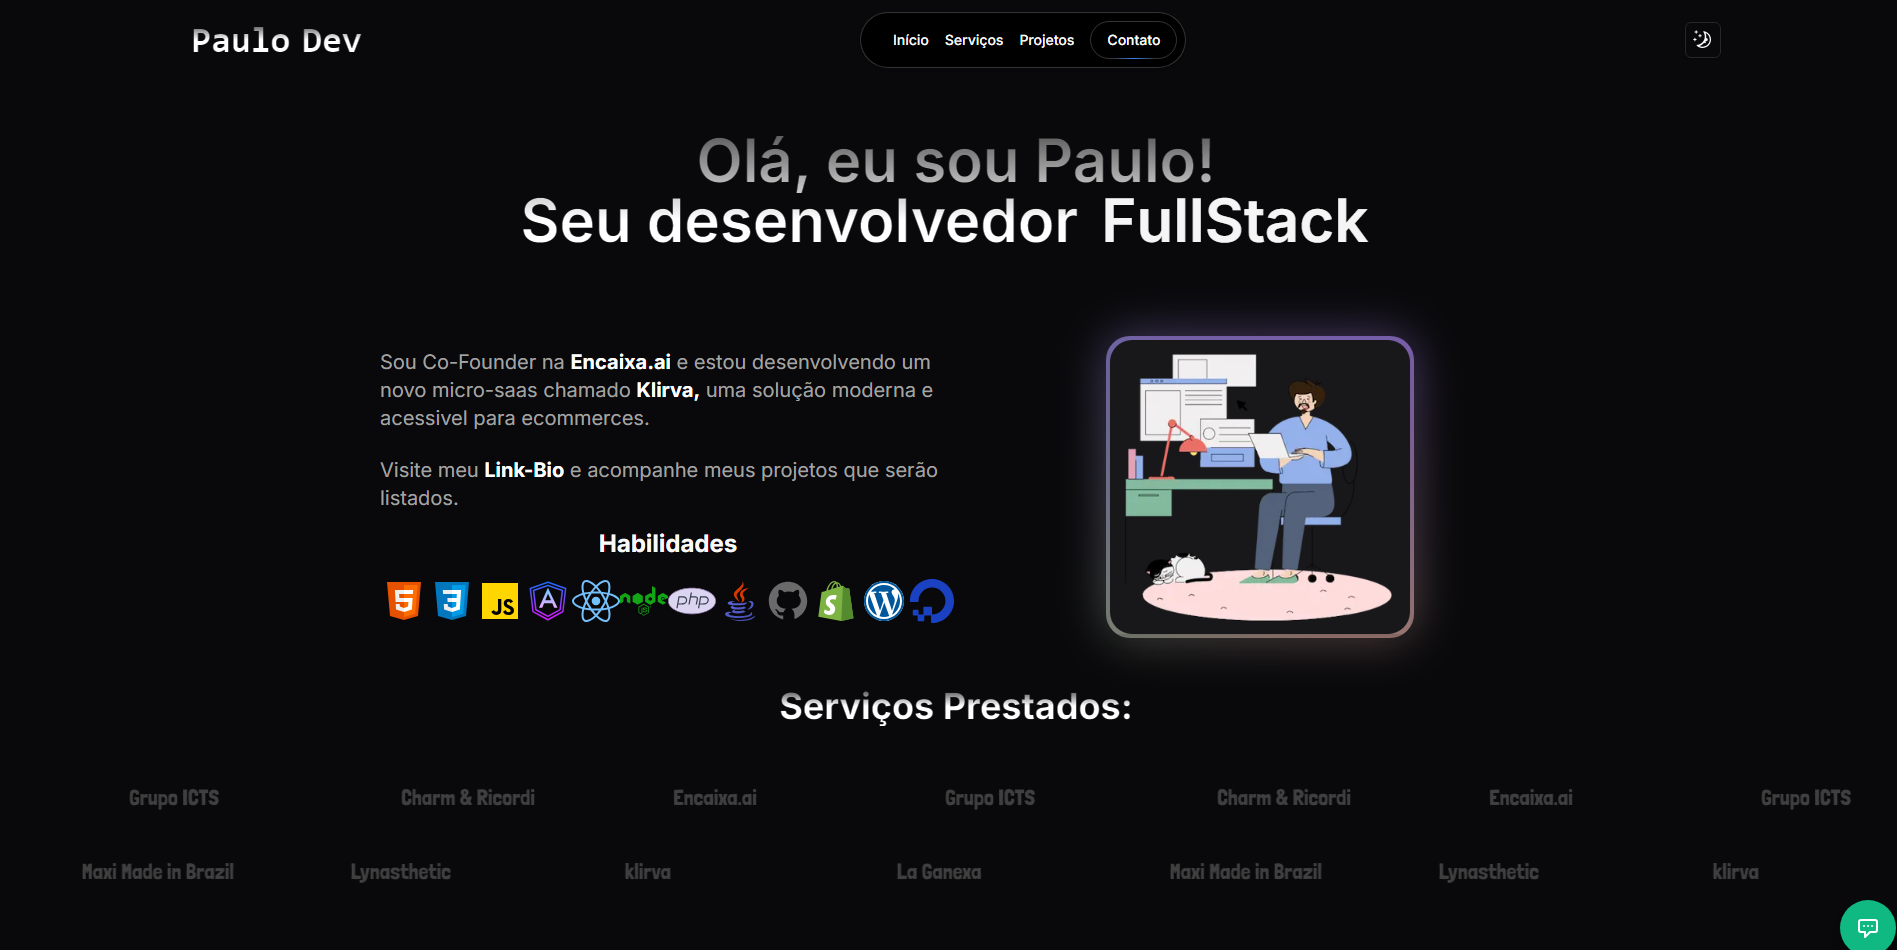 Paulo Dev
Início Serviços Projetos Contato
Olá, eu sou Paulo!
Seu desenvolvedor FullStack
Sou Co-Founder na Encaixa.ai e estou desenvolvendo um
novo micro-saas chamado Klirva, uma solução moderna e
acessivel para ecommerces.
Visite meu Link-Bio e acompanhe meus projetos que serão
listados.
Habilidades
5 3 JS A node JS php S W
Serviços Prestados:
Grupo ICTS Charm & Ricordi Encaixa.ai Grupo ICTS Charm & Ricordi Encaixa.ai Grupo ICTS
Maxi Made in Brazil Lynasthetic klirva La Ganexa Maxi Made in Brazil Lynasthetic klirva